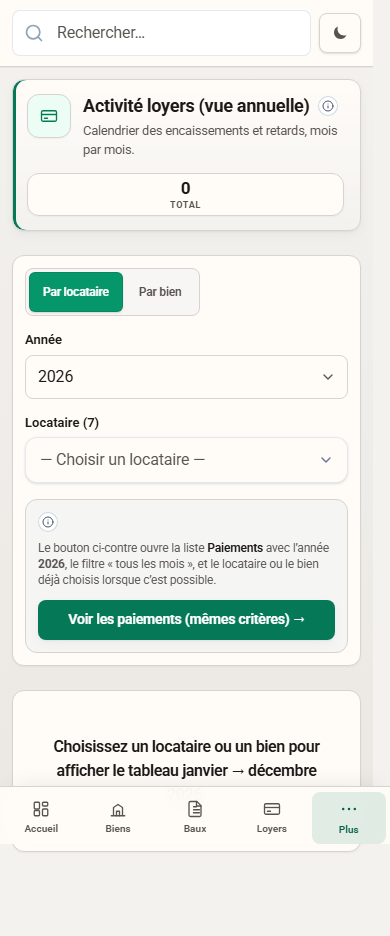 Rechercher...
Activité loyers (vue annuelle)
Calendrier des encaissements et retards, mois
par mois.
0
TOTAL
Par locataire
Par bien
Année
2026
Locataire (7)
— Choisir un locataire —
Le bouton ci-contre ouvre la liste Paiements avec l'année
2026, le filtre « tous les mois », et le locataire ou le bien
déjà choisis lorsque c'est possible.
Voir les paiements (mêmes critères) →
Choisissez un locataire ou un bien pour
afficher le tableau janvier → décembre
2026.
Accueil
Biens
Baux
Loyers
Plus